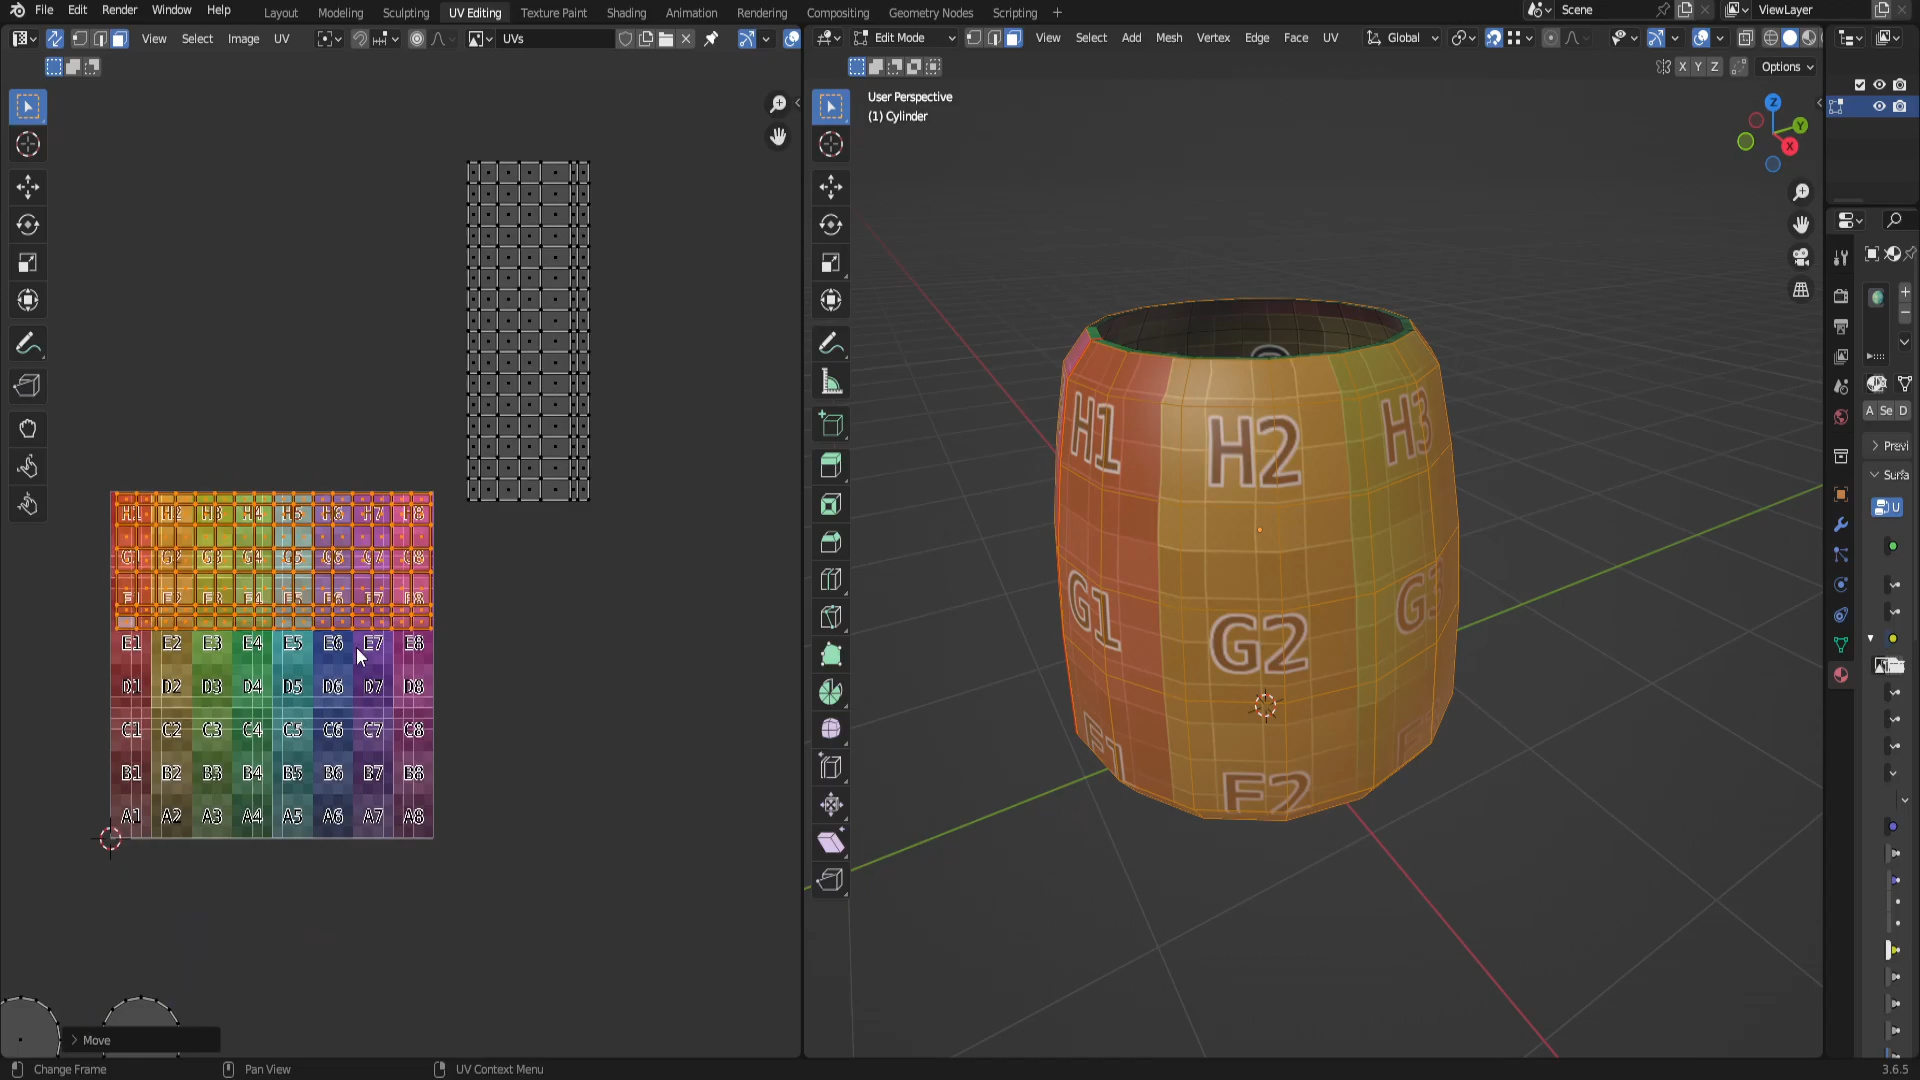 File Edit Render Window Help Layout Modeling Sculpting UV Editing Texture Paint Shading Animation Rendering Compositing Geometry Nodes Scripting + Scene ViewLayer
View Select Image UV UVs Edit Mode View Select Add Mesh Vertex Edge Face UV Global
X Y Z Options
User Perspective
(1) Cylinder
Z
Y
X
A Se D
Previ
Surfa
U
H1 H2 H3
G1 G2 G3
F1 F2
H1 H2 H3 H4 H5 H6 H7 H8
G1 G2 G3 G4 G5 G6 G7 G8
F1 F2 F3 F4 F5 F6 F7 F8
E1 E2 E3 E4 E5 E6 E7 E8
D1 D2 D3 D4 D5 D6 D7 D8
C1 C2 C3 C4 C5 C6 C7 C8
B1 B2 B3 B4 B5 B6 B7 B8
A1 A2 A3 A4 A5 A6 A7 A8
Move
Change Frame Pan View UV Context Menu 3.6.5